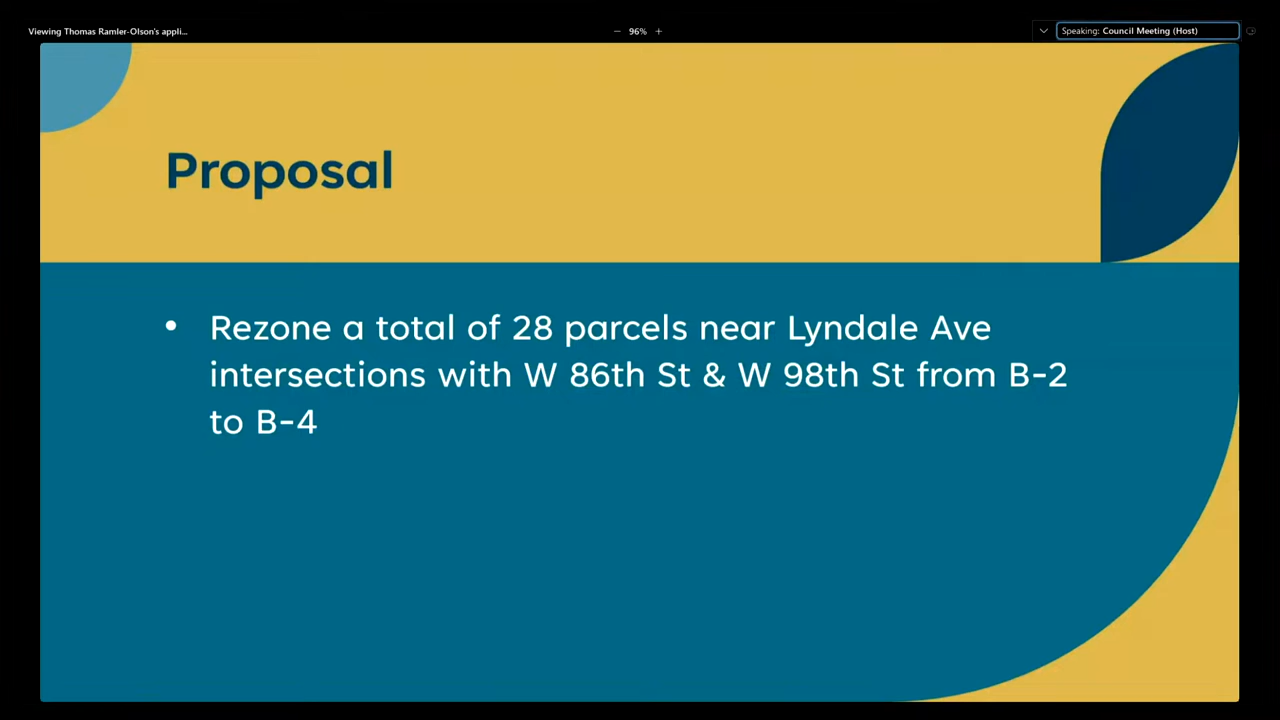 Viewing Thomas Ramler-Olson's appli...
− 96% +
Speaking: Council Meeting (Host)
Proposal
• Rezone a total of 28 parcels near Lyndale Ave
intersections with W 86th St & W 98th St from B-2
to B-4